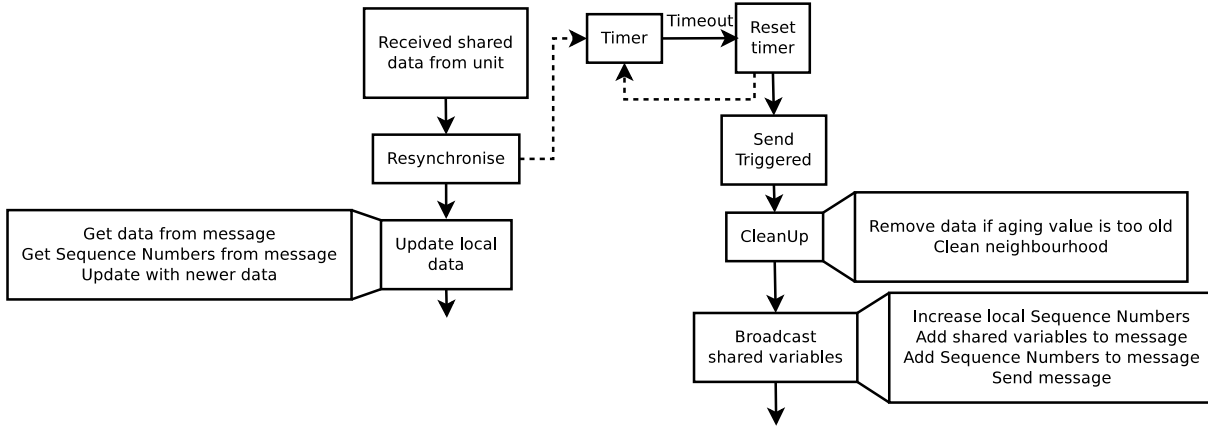 Received shared
data from unit
Resynchronise
Get data from message
Get Sequence Numbers from message
Update with newer data
Update local
data
Timer
Timeout
Reset
timer
Send
Triggered
CleanUp
Remove data if aging value is too old
Clean neighbourhood
Broadcast
shared variables
Increase local Sequence Numbers
Add shared variables to message
Add Sequence Numbers to message
Send message